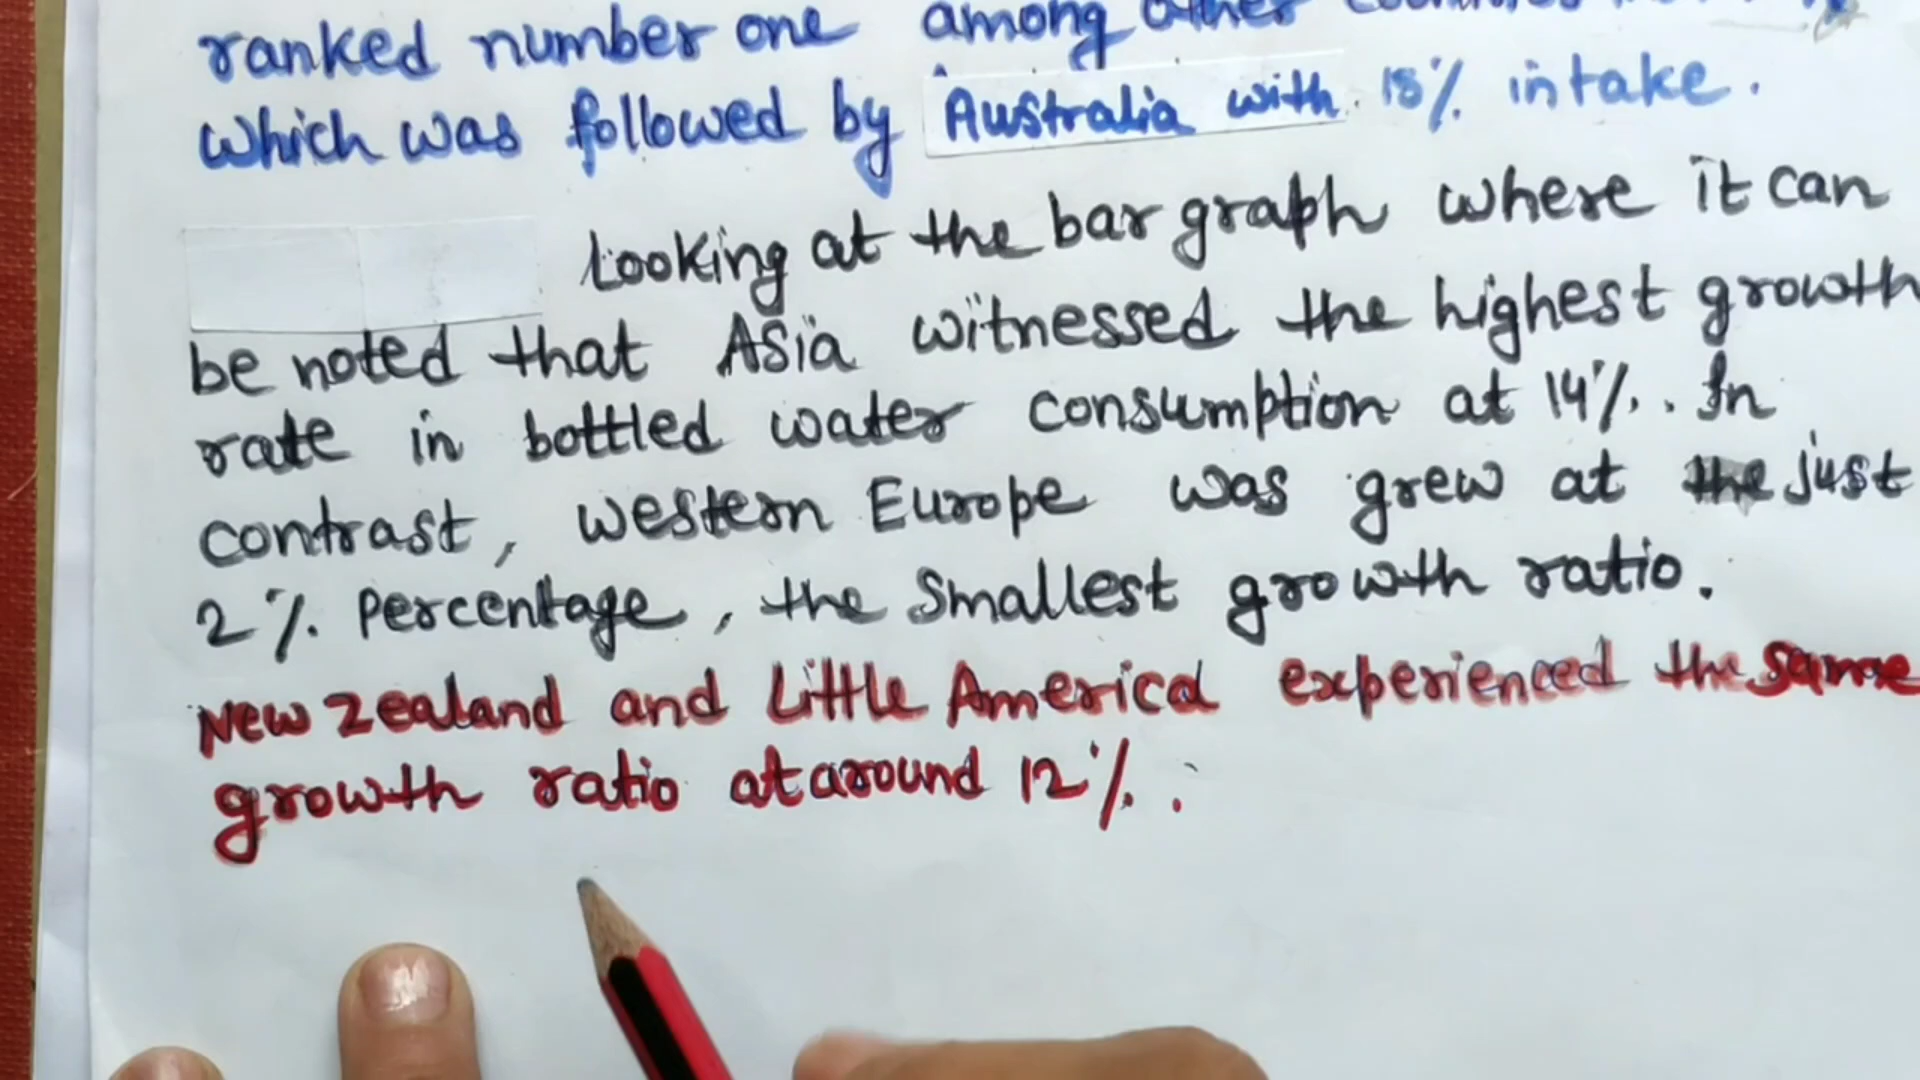 ranked number one among other
which was followed by Australia with 18% intake.
Looking at the bar graph where it can
be noted that Asia witnessed the highest growth
rate in bottled water consumption at 14%. . In
contrast, western Europe was grew at the just
2% percentage, the smallest growth ratio.
New Zealand and Little America experienced the same
growth ratio at around 12% .